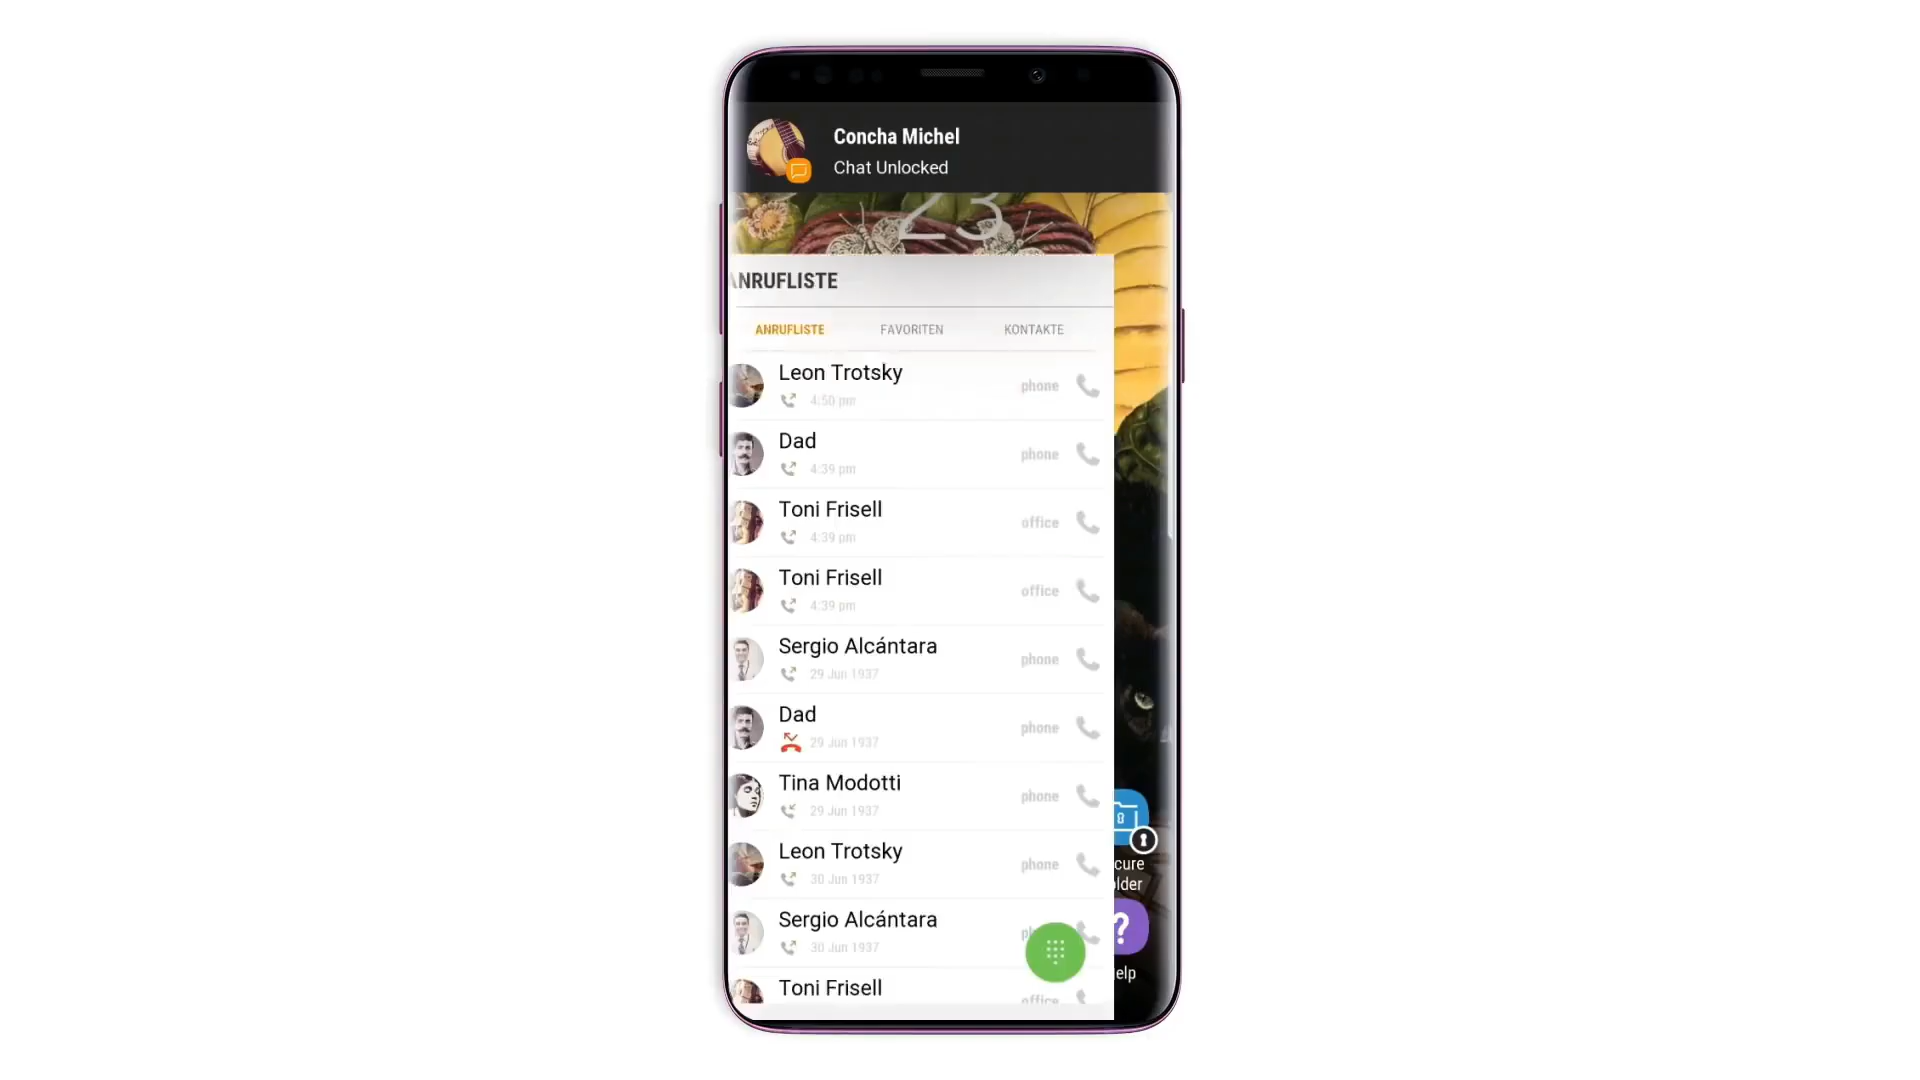 Concha Michel
Chat Unlocked
23
ANRUFLISTE
ANRUFLISTE FAVORITEN KONTAKTE
Leon Trotsky
phone
4:50 pm
Dad
phone
4:39 pm
Toni Frisell
office
4:39 pm
Toni Frisell
office
4:39 pm
Sergio Alcántara
phone
29 Jun 1937
Dad
phone
29 Jun 1937
Tina Modotti
phone
29 Jun 1937
Leon Trotsky
phone
30 Jun 1937
cure
lder
Sergio Alcántara
ph
30 Jun 1937
?
elp
Toni Frisell
office